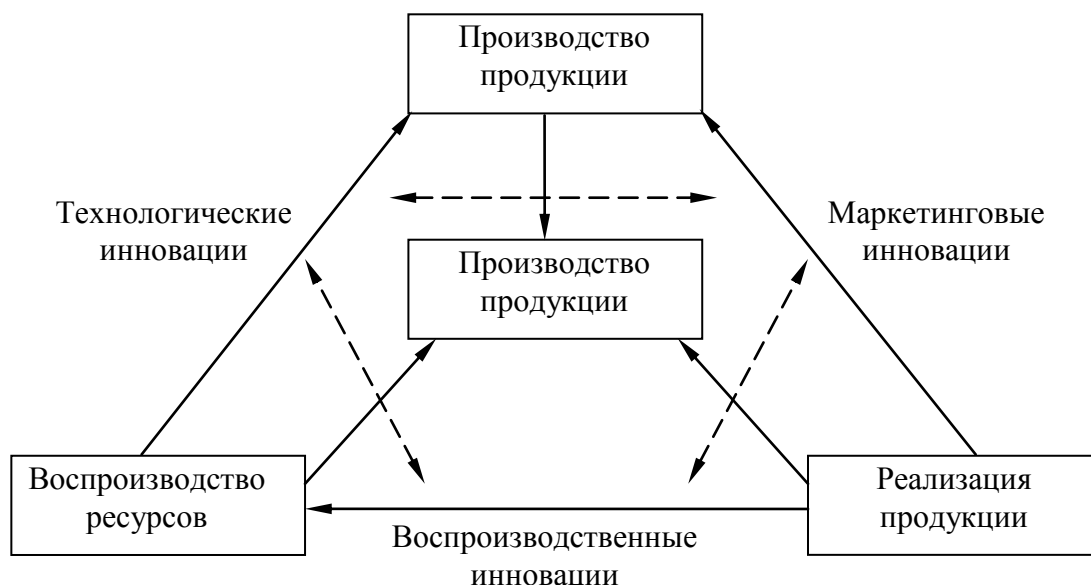 Производство
продукции
Технологические
инновации
Маркетинговые
инновации
Производство
продукции
Воспроизводство
ресурсов
Реализация
продукции
Воспроизводственные
инновации